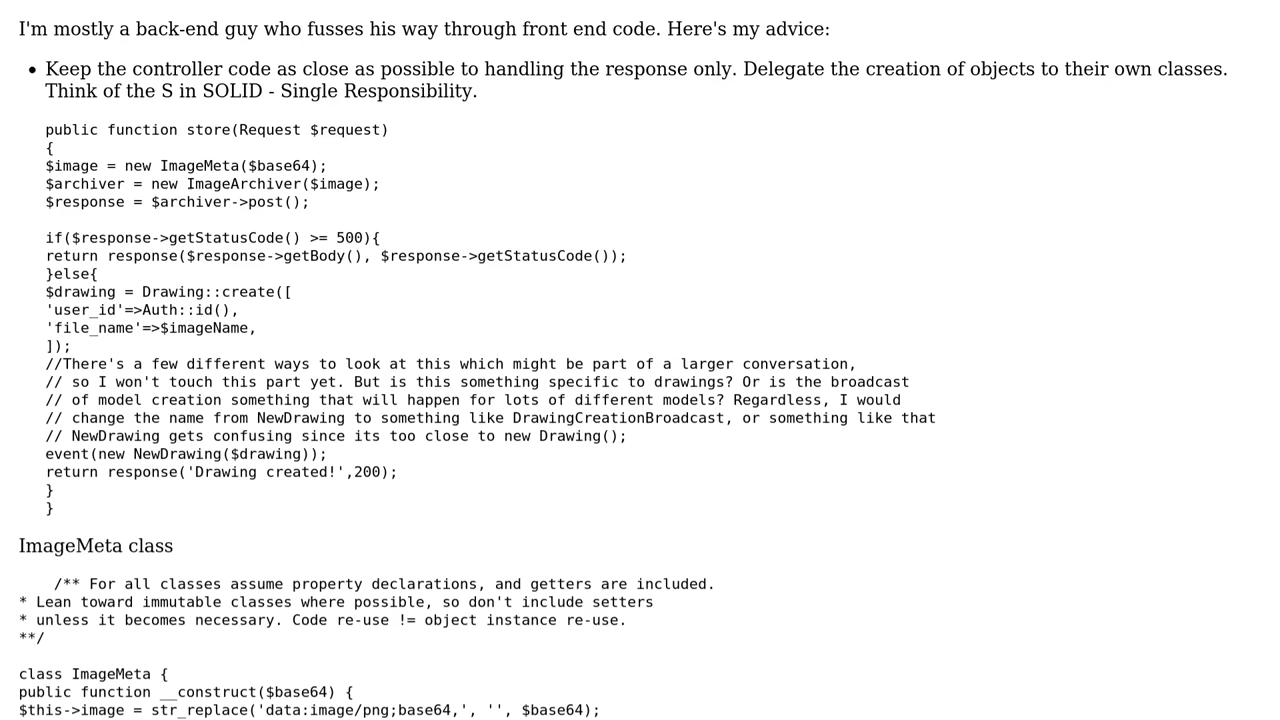 I'm mostly a back-end guy who fusses his way through front end code. Here's my advice:
• Keep the controller code as close as possible to handling the response only. Delegate the creation of objects to their own classes.
Think of the S in SOLID - Single Responsibility.
public function store(Request $request)
{
$image = new ImageMeta($base64);
$archiver = new ImageArchiver($image);
$response = $archiver->post();
if($response->getStatusCode() >= 500){
return response($response->getBody(), $response->getStatusCode());
}else{
$drawing = Drawing::create([
'user_id'=>Auth::id(),
'file_name'=>$imageName,
]);
//There's a few different ways to look at this which might be part of a larger conversation,
// so I won't touch this part yet. But is this something specific to drawings? Or is the broadcast
// of model creation something that will happen for lots of different models? Regardless, I would
// change the name from NewDrawing to something like DrawingCreationBroadcast, or something like that
// NewDrawing gets confusing since its too close to new Drawing();
event(new NewDrawing($drawing));
return response('Drawing created!',200);
}
}
ImageMeta class
/** For all classes assume property declarations, and getters are included.
* Lean toward immutable classes where possible, so don't include setters
* unless it becomes necessary. Code re-use != object instance re-use.
**/
class ImageMeta {
public function __construct($base64) {
$this->image = str_replace('data:image/png;base64,', '', $base64);